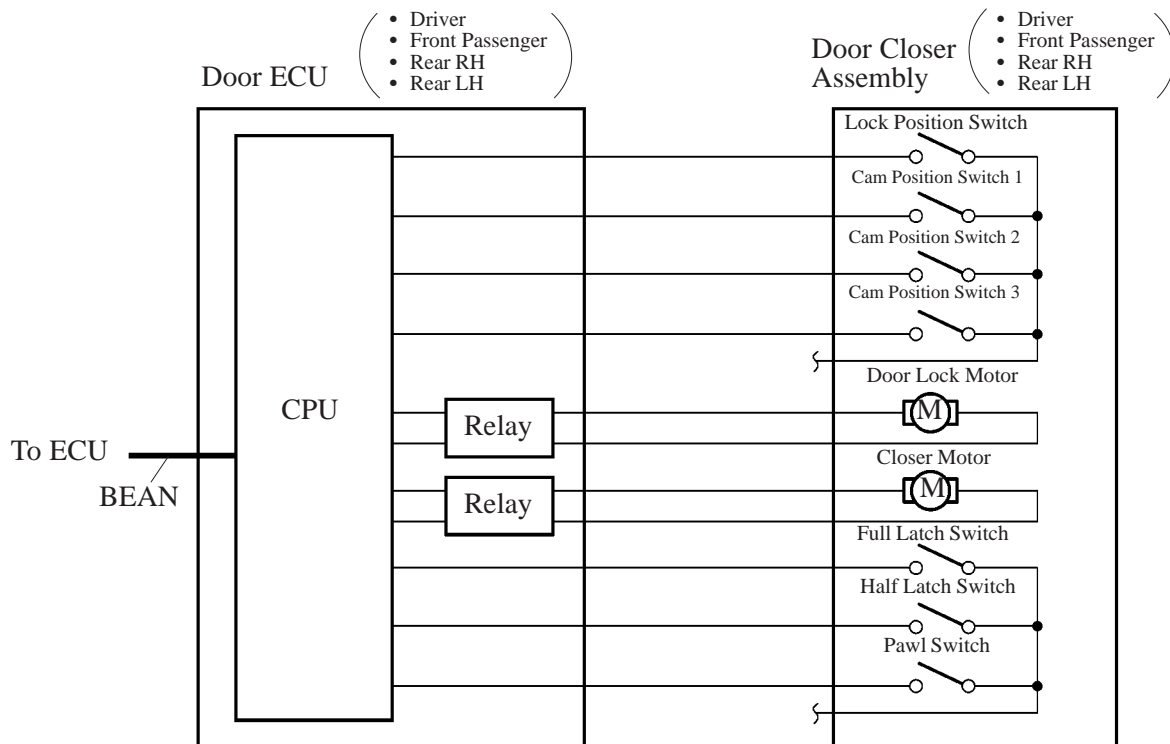 • Driver
• Front Passenger
• Rear RH
• Rear LH
Door ECU
• Driver
• Front Passenger
• Rear RH
• Rear LH
Door Closer
Assembly
Lock Position Switch
Cam Position Switch 1
Cam Position Switch 2
Cam Position Switch 3
Door Lock Motor
M
CPU
Relay
To ECU
BEAN
Closer Motor
M
Relay
Full Latch Switch
Half Latch Switch
Pawl Switch